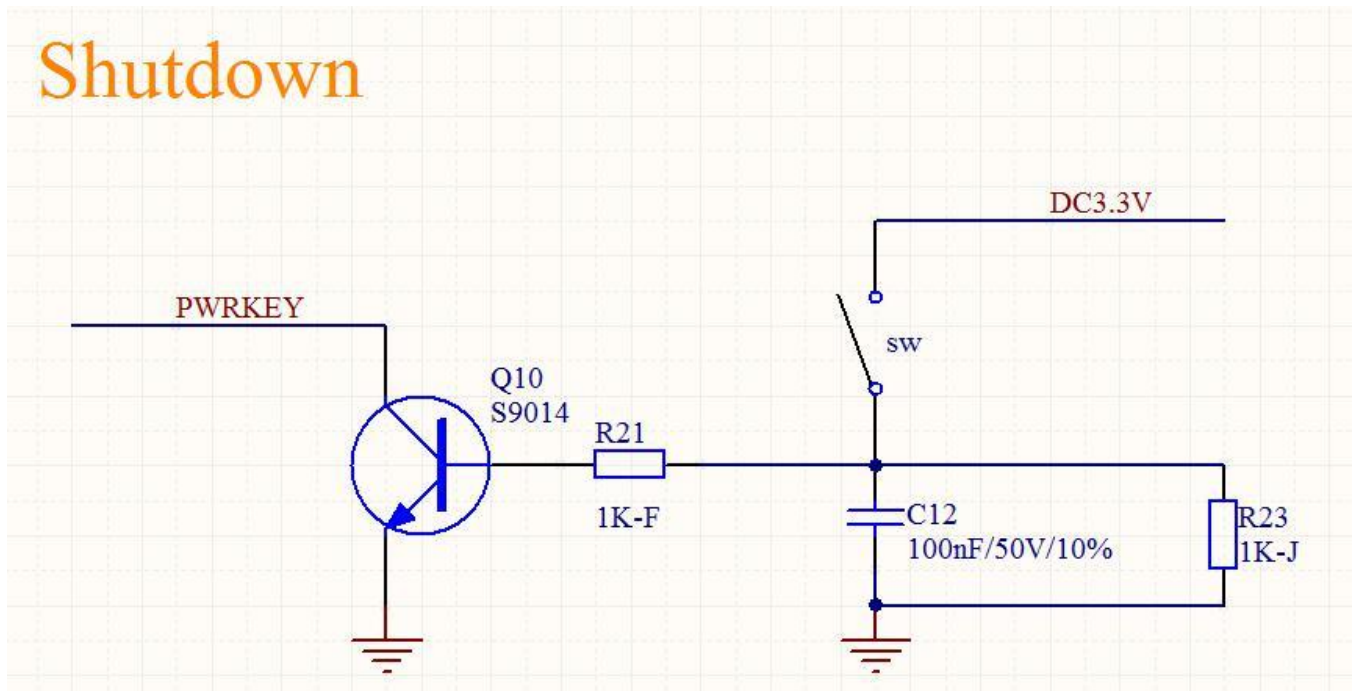 Shutdown
DC3.3V
PWRKEY
sw
Q10
S9014
R21
1K-F
C12
100nF/50V/10%
R23
1K-J